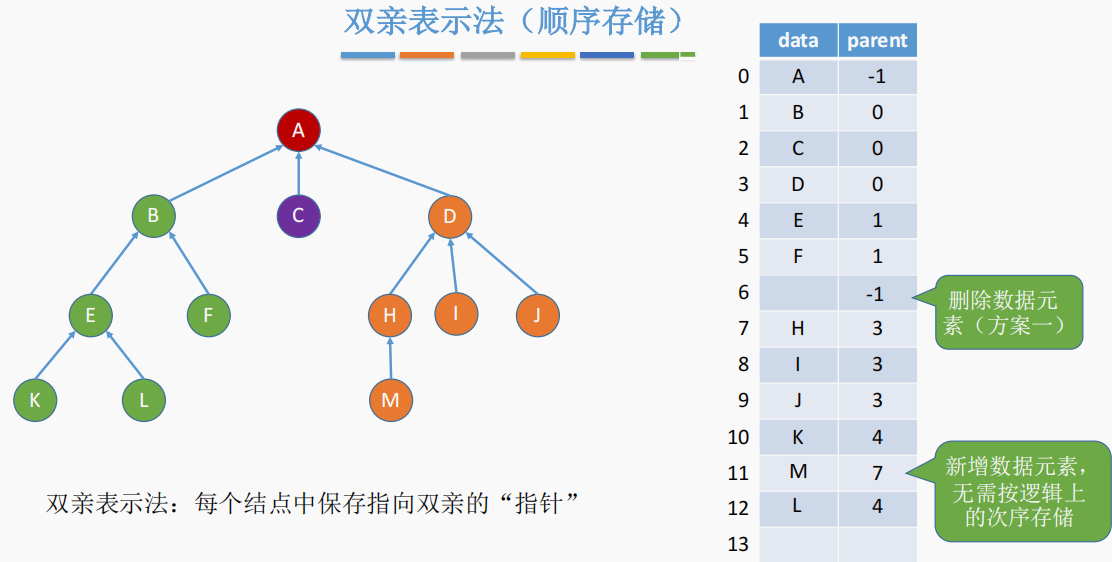 双亲表示法（顺序存储）
A
B
C
D
E
F
H
I
J
K
L
M
双亲表示法：每个结点中保存指向双亲的“指针”
data parent
0 A -1
1 B 0
2 C 0
3 D 0
4 E 1
5 F 1
6 -1
7 H 3
8 I 3
9 J 3
10 K 4
11 M 7
12 L 4
13
删除数据元
素（方案一）
新增数据元素，
无需按逻辑上
的次序存储